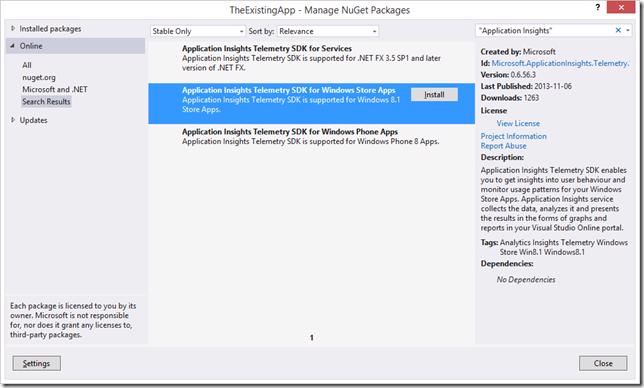 TheExistingApp - Manage NuGet Packages
?
×
Installed packages
Online
All
nuget.org
Microsoft and .NET
Search Results
Updates
Each package is licensed to you by its
owner. Microsoft is not responsible
for, nor does it grant any licenses to,
third-party packages.
Settings
Stable Only
Sort by: Relevance
Application Insights Telemetry SDK for Services
Application Insights Telemetry SDK is supported for .NET FX 3.5 SP1 and later
version of .NET FX.
Application Insights Telemetry SDK for Windows Store Apps
Application Insights Telemetry SDK is supported for Windows 8.1
Store Apps.
Install
Application Insights Telemetry SDK for Windows Phone Apps
Application Insights Telemetry SDK is supported for Windows Phone 8 Apps.
1
"Application Insights"
Created by: Microsoft
Id: Microsoft.ApplicationInsights.Telemetry.
Version: 0.6.56.3
Last Published: 2013-11-06
Downloads: 1263
License
View License
Project Information
Report Abuse
Description:
Application Insights Telemetry SDK enables
you to get insights into user behaviour and
monitor usage patterns for your Windows
Store Apps. Application Insights service
collects the data, analyzes it and presents
the results in the forms of graphs and
reports in your Visual Studio Online portal.
Tags: Analytics Insights Telemetry Windows
Store Win8.1 Windows8.1
Dependencies:
No Dependencies
Close